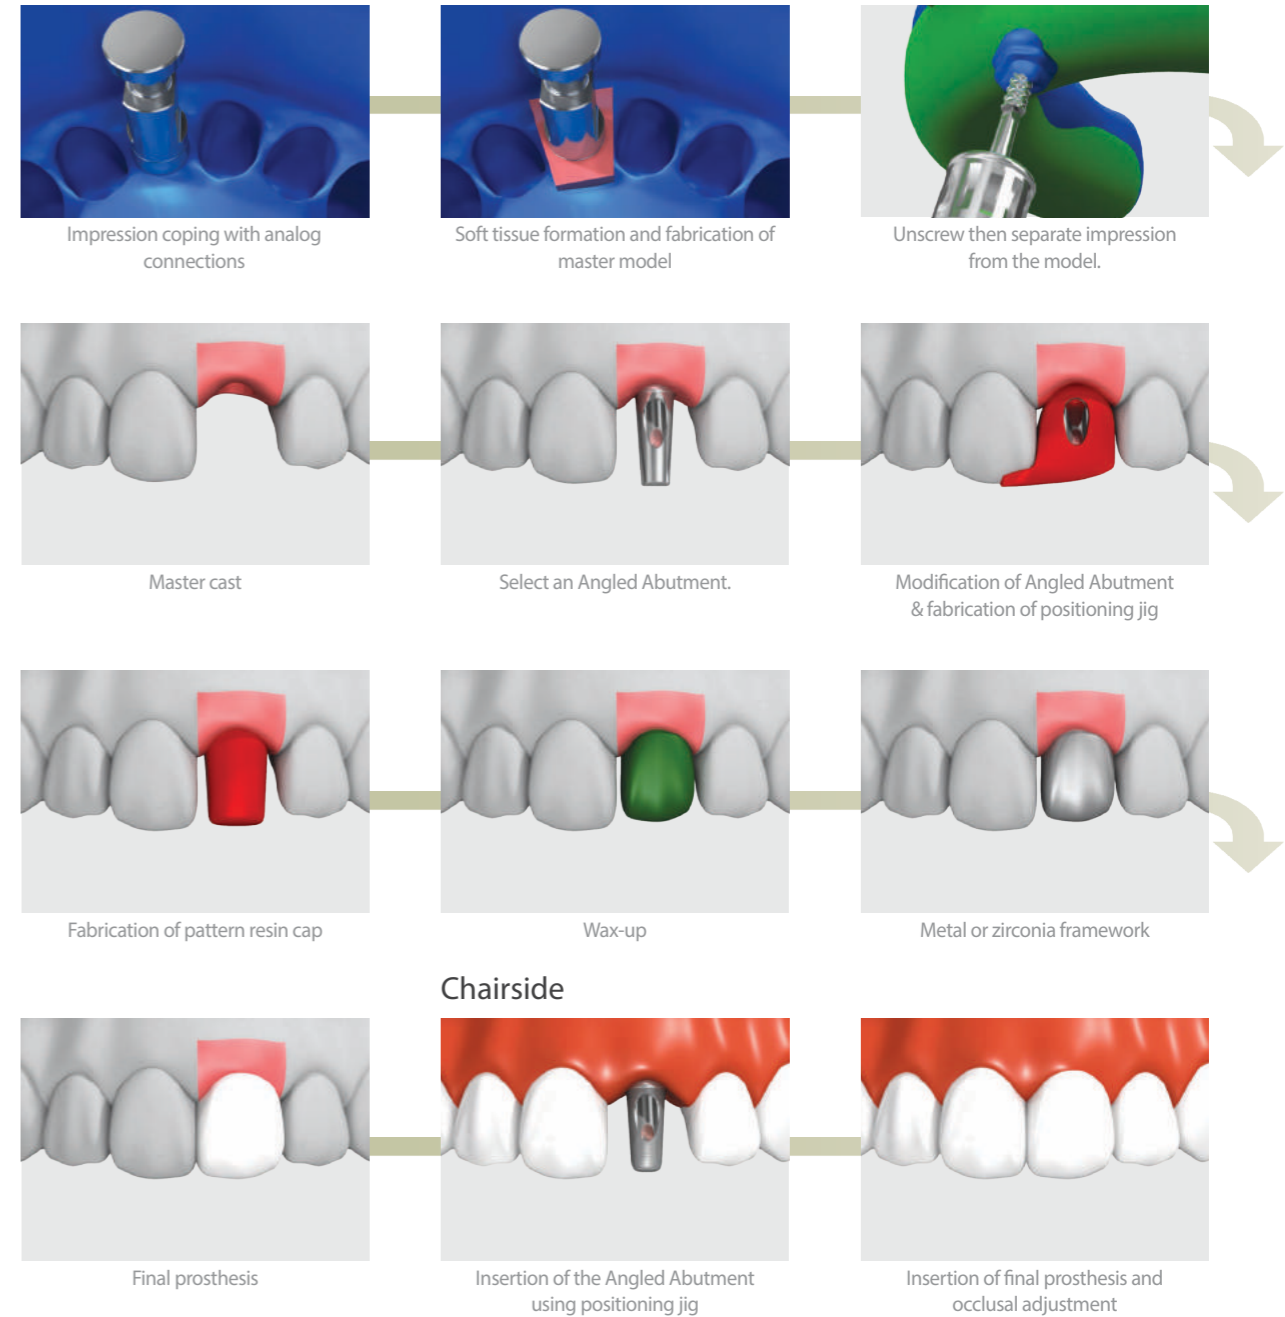 Impression coping with analog
connections
Soft tissue formation and fabrication of
master model
Unscrew then separate impression
from the model.
Master cast
Select an Angled Abutment.
Modification of Angled Abutment
& fabrication of positioning jig
Fabrication of pattern resin cap
Wax-up
Metal or zirconia framework
Chairside
Final prosthesis
Insertion of the Angled Abutment
using positioning jig
Insertion of final prosthesis and
occlusal adjustment